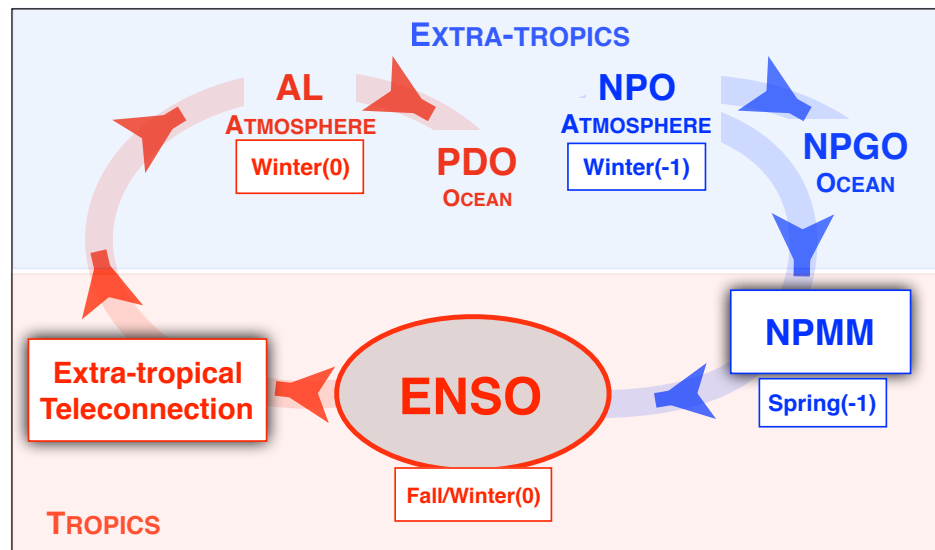 EXTRA-TROPICS
AL
ATMOSPHERE
Winter(0)
PDO
OCEAN
NPO
ATMOSPHERE
Winter(-1)
NPGO
OCEAN
NPMM
Spring(-1)
ENSO
Fall/Winter(0)
Extra-tropical
Teleconnection
TROPICS